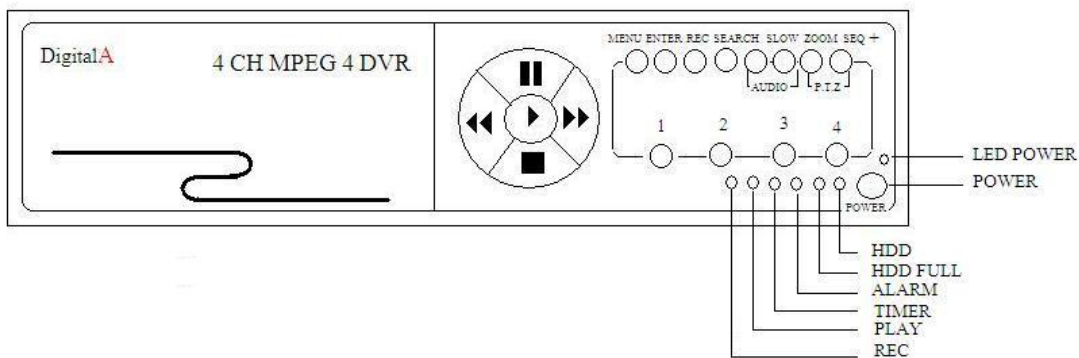 DigitalA
4 CH MPEG 4 DVR
MENU ENTER REC SEARCH SLOW ZOOM SEQ +
AUDIO P.T.Z
1 2 3 4
LED POWER
POWER
POWER
HDD
HDD FULL
ALARM
TIMER
PLAY
REC